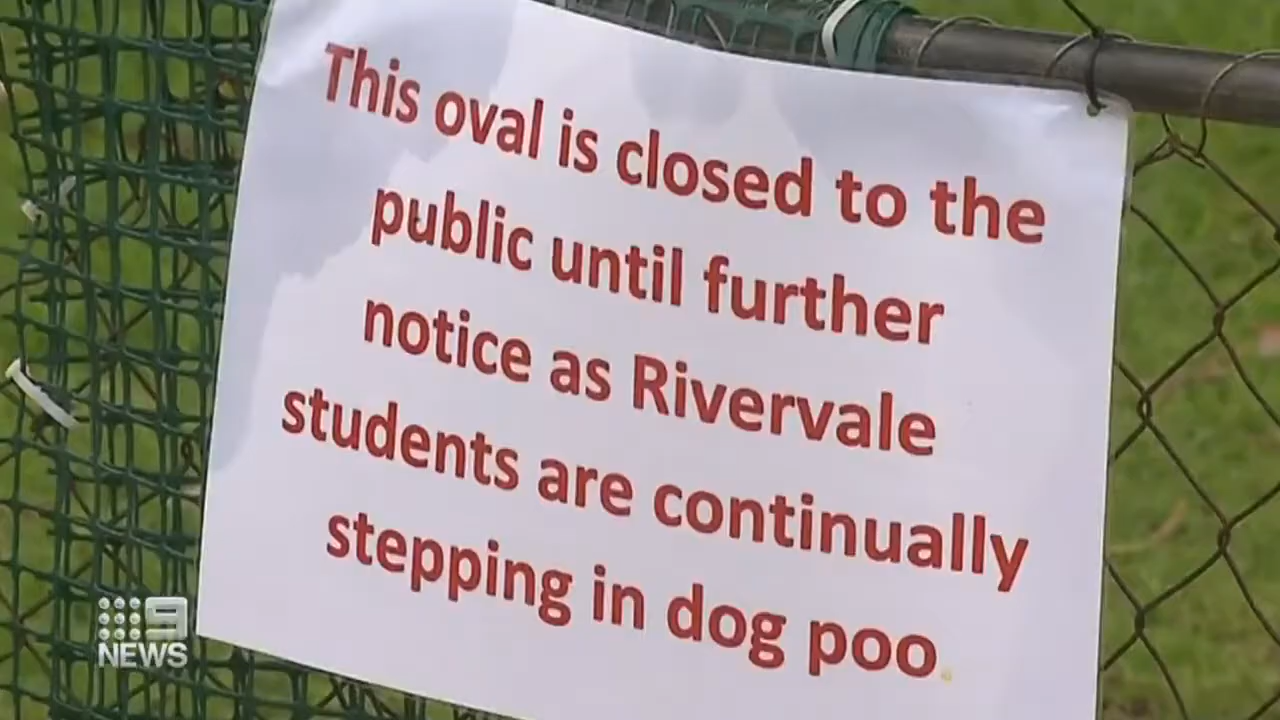 This oval is closed to the
public until further
notice as Rivervale
students are continually
stepping in dog poo.
9
NEWS